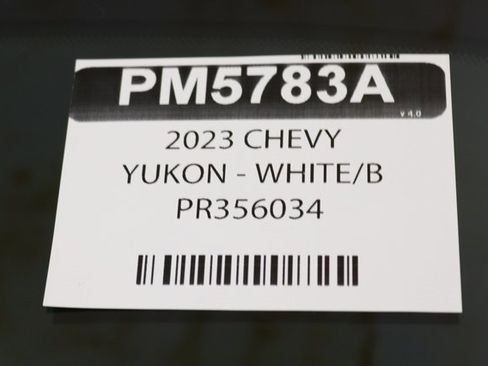 PM5783A
v 4.0
2023 CHEVY
YUKON - WHITE/B
PR356034